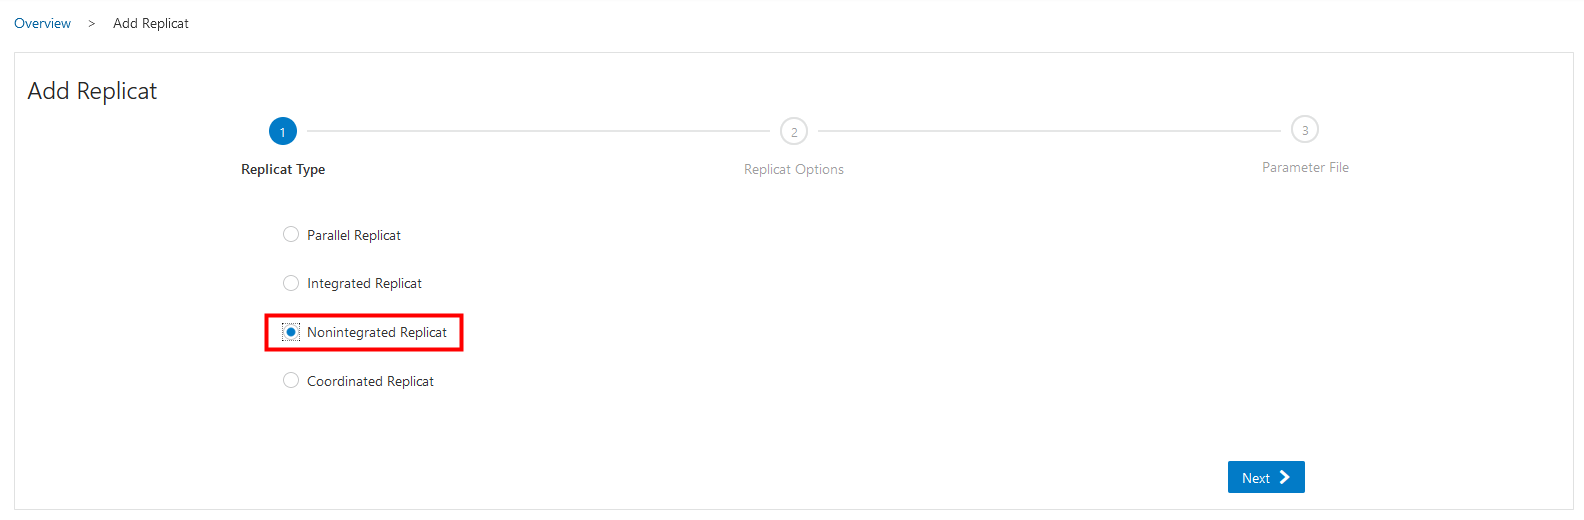 Overview > Add Replicat
Add Replicat
1
2
3
Replicat Type
Replicat Options
Parameter File
Parallel Replicat
Integrated Replicat
Nonintegrated Replicat
Coordinated Replicat
Next